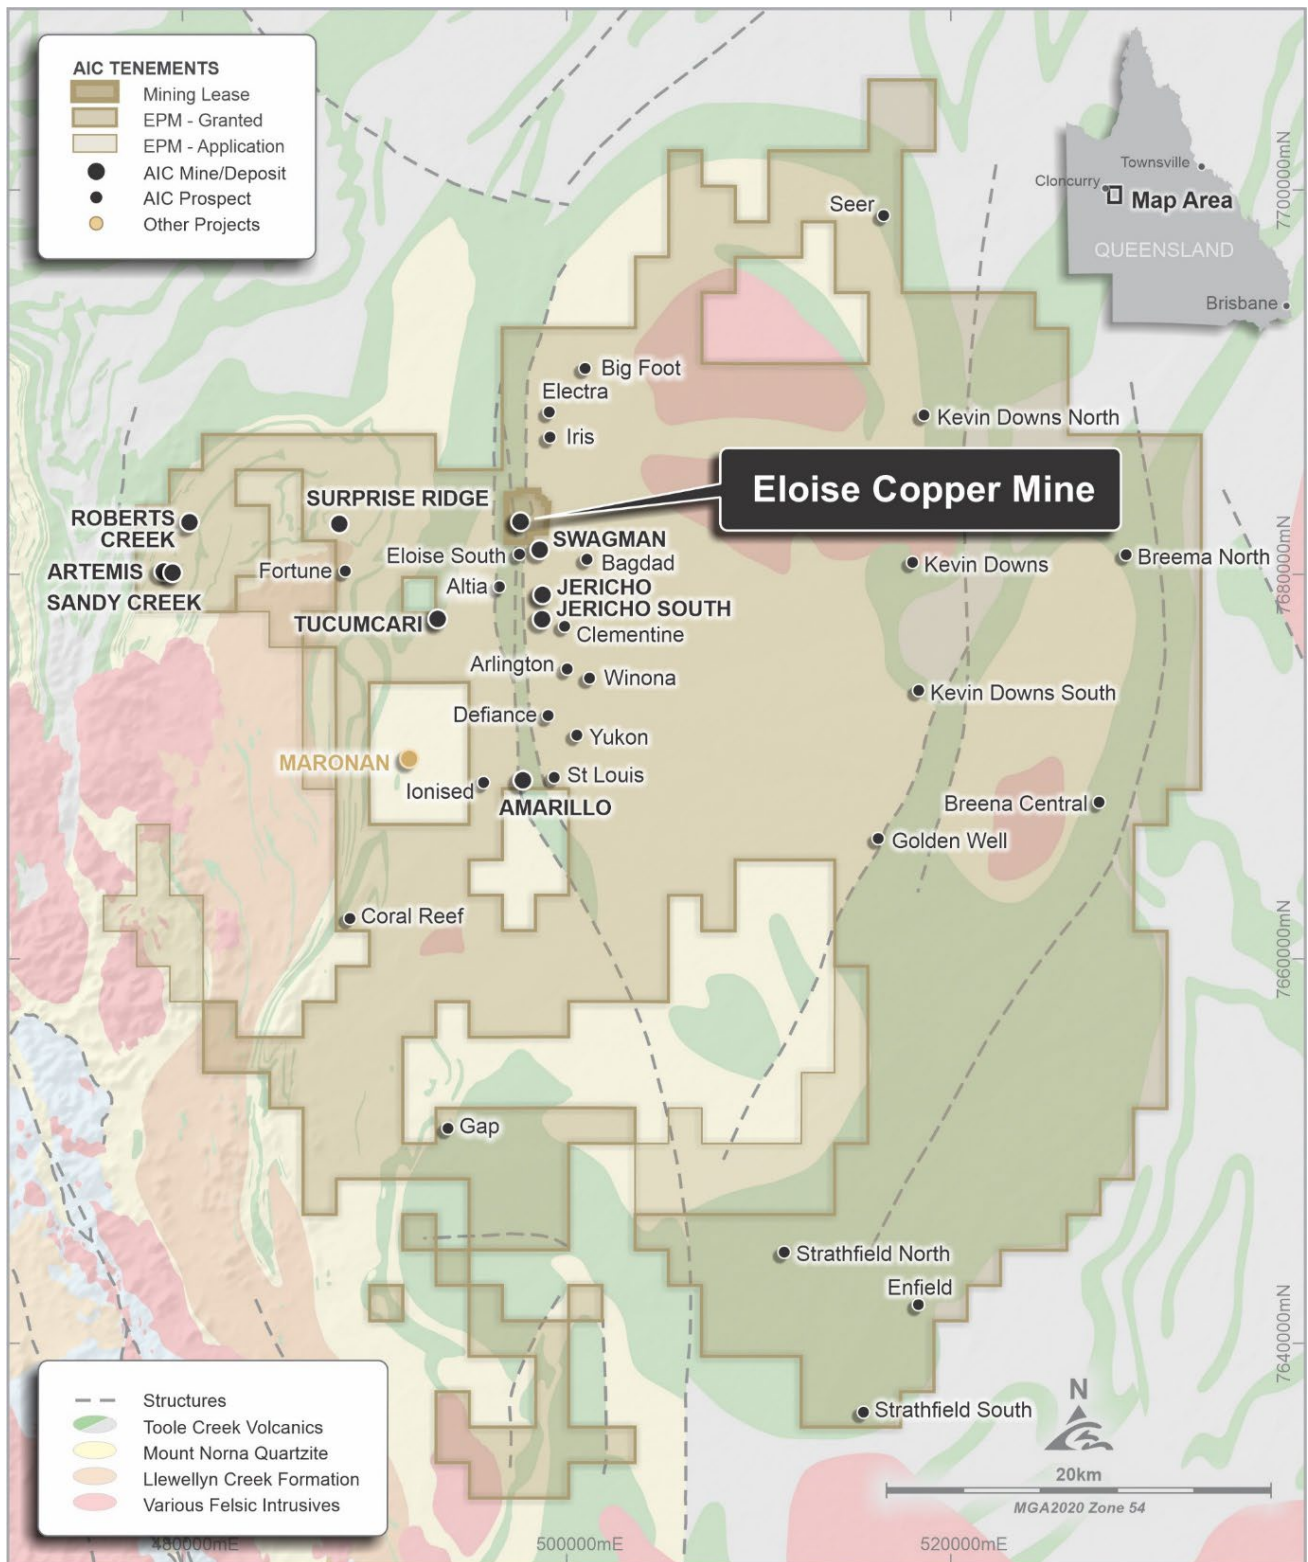 AIC TENEMENTS
Mining Lease
EPM - Granted
EPM - Application
AIC Mine/Deposit
AIC Prospect
Other Projects
Townsville
Cloncurry
Map Area
QUEENSLAND
Brisbane
7700000mN
Seer
Big Foot
Electra
Iris
Kevin Downs North
Eloise Copper Mine
SURPRISE RIDGE
ROBERTS
CREEK
SWAGMAN
Eloise South
Bagdad
Kevin Downs
Breema North
7680000mN
ARTEMIS
Fortune
SANDY CREEK
Altia
JERICHO
JERICHO SOUTH
TUCUMCARI
Clementine
Arlington
Winona
Kevin Downs South
Defiance
Yukon
MARONAN
Ionised
St Louis
AMARILLO
Breena Central
Golden Well
Coral Reef
7660000mN
Gap
Strathfield North
Enfield
7640000mN
Strathfield South
Structures
Toole Creek Volcanics
Mount Norna Quartzite
Llewellyn Creek Formation
Various Felsic Intrusives
N
20km
MGA2020 Zone 54
480000mE
500000mE
520000mE